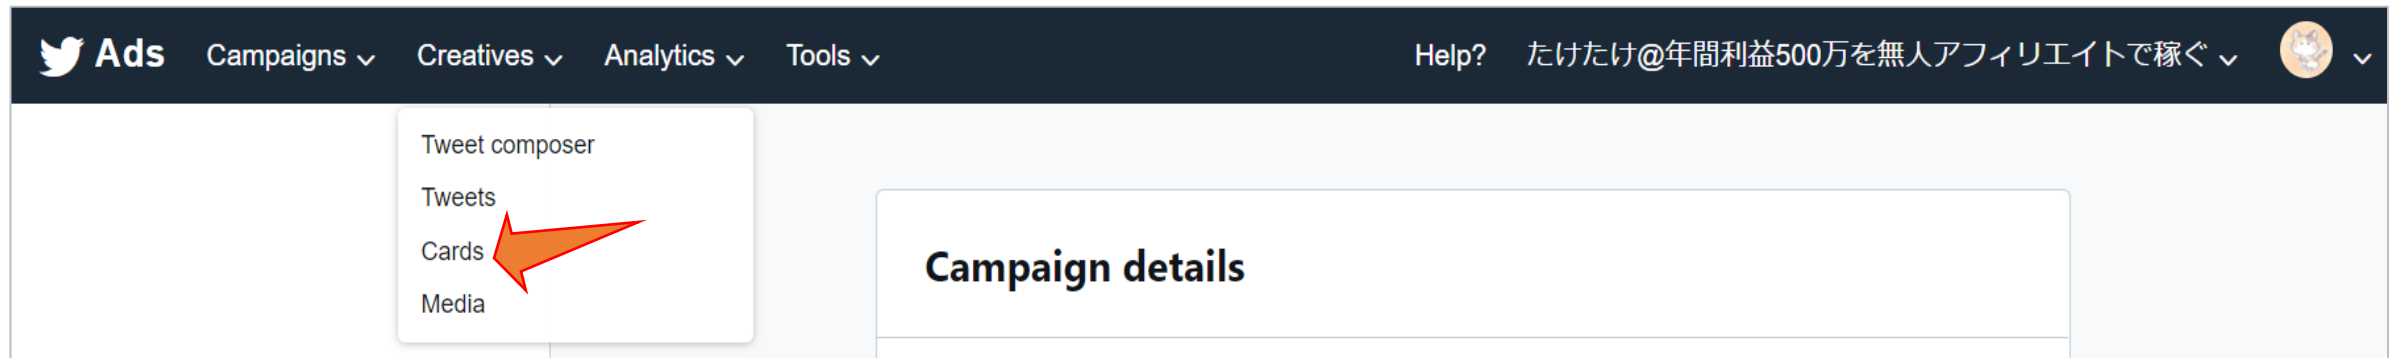 Ads Campaigns Creatives Analytics Tools Help? たけたけ@年間利益500万を無人アフィリエイトで稼ぐ
Tweet composer
Tweets
Cards
Media
Campaign details